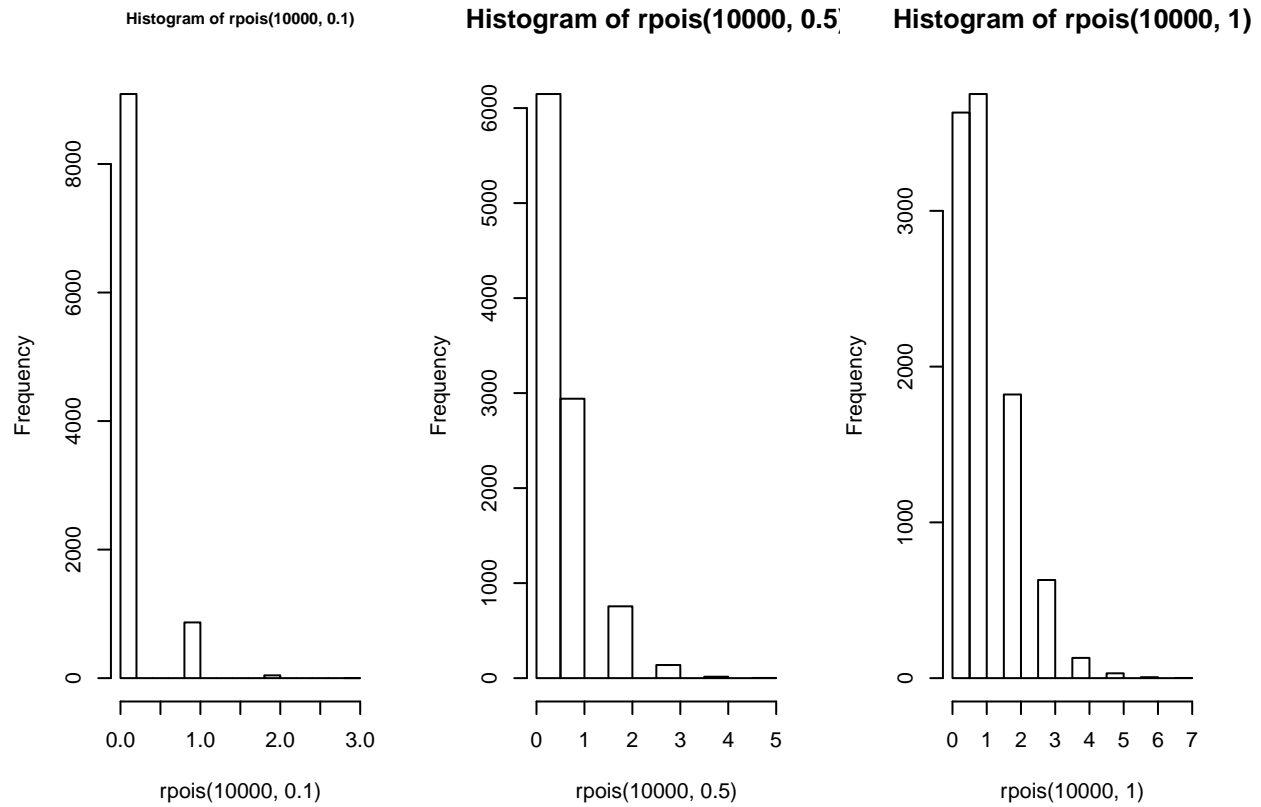 Histogram of rpois(10000, 0.1)
Frequency
8000
6000
4000
2000
0
0.0 1.0 2.0 3.0
rpois(10000, 0.1)
Histogram of rpois(10000, 0.5)
Frequency
6000
5000
4000
3000
2000
1000
0
0 1 2 3 4 5
rpois(10000, 0.5)
Histogram of rpois(10000, 1)
Frequency
3000
2000
1000
0
0 1 2 3 4 5 6 7
rpois(10000, 1)